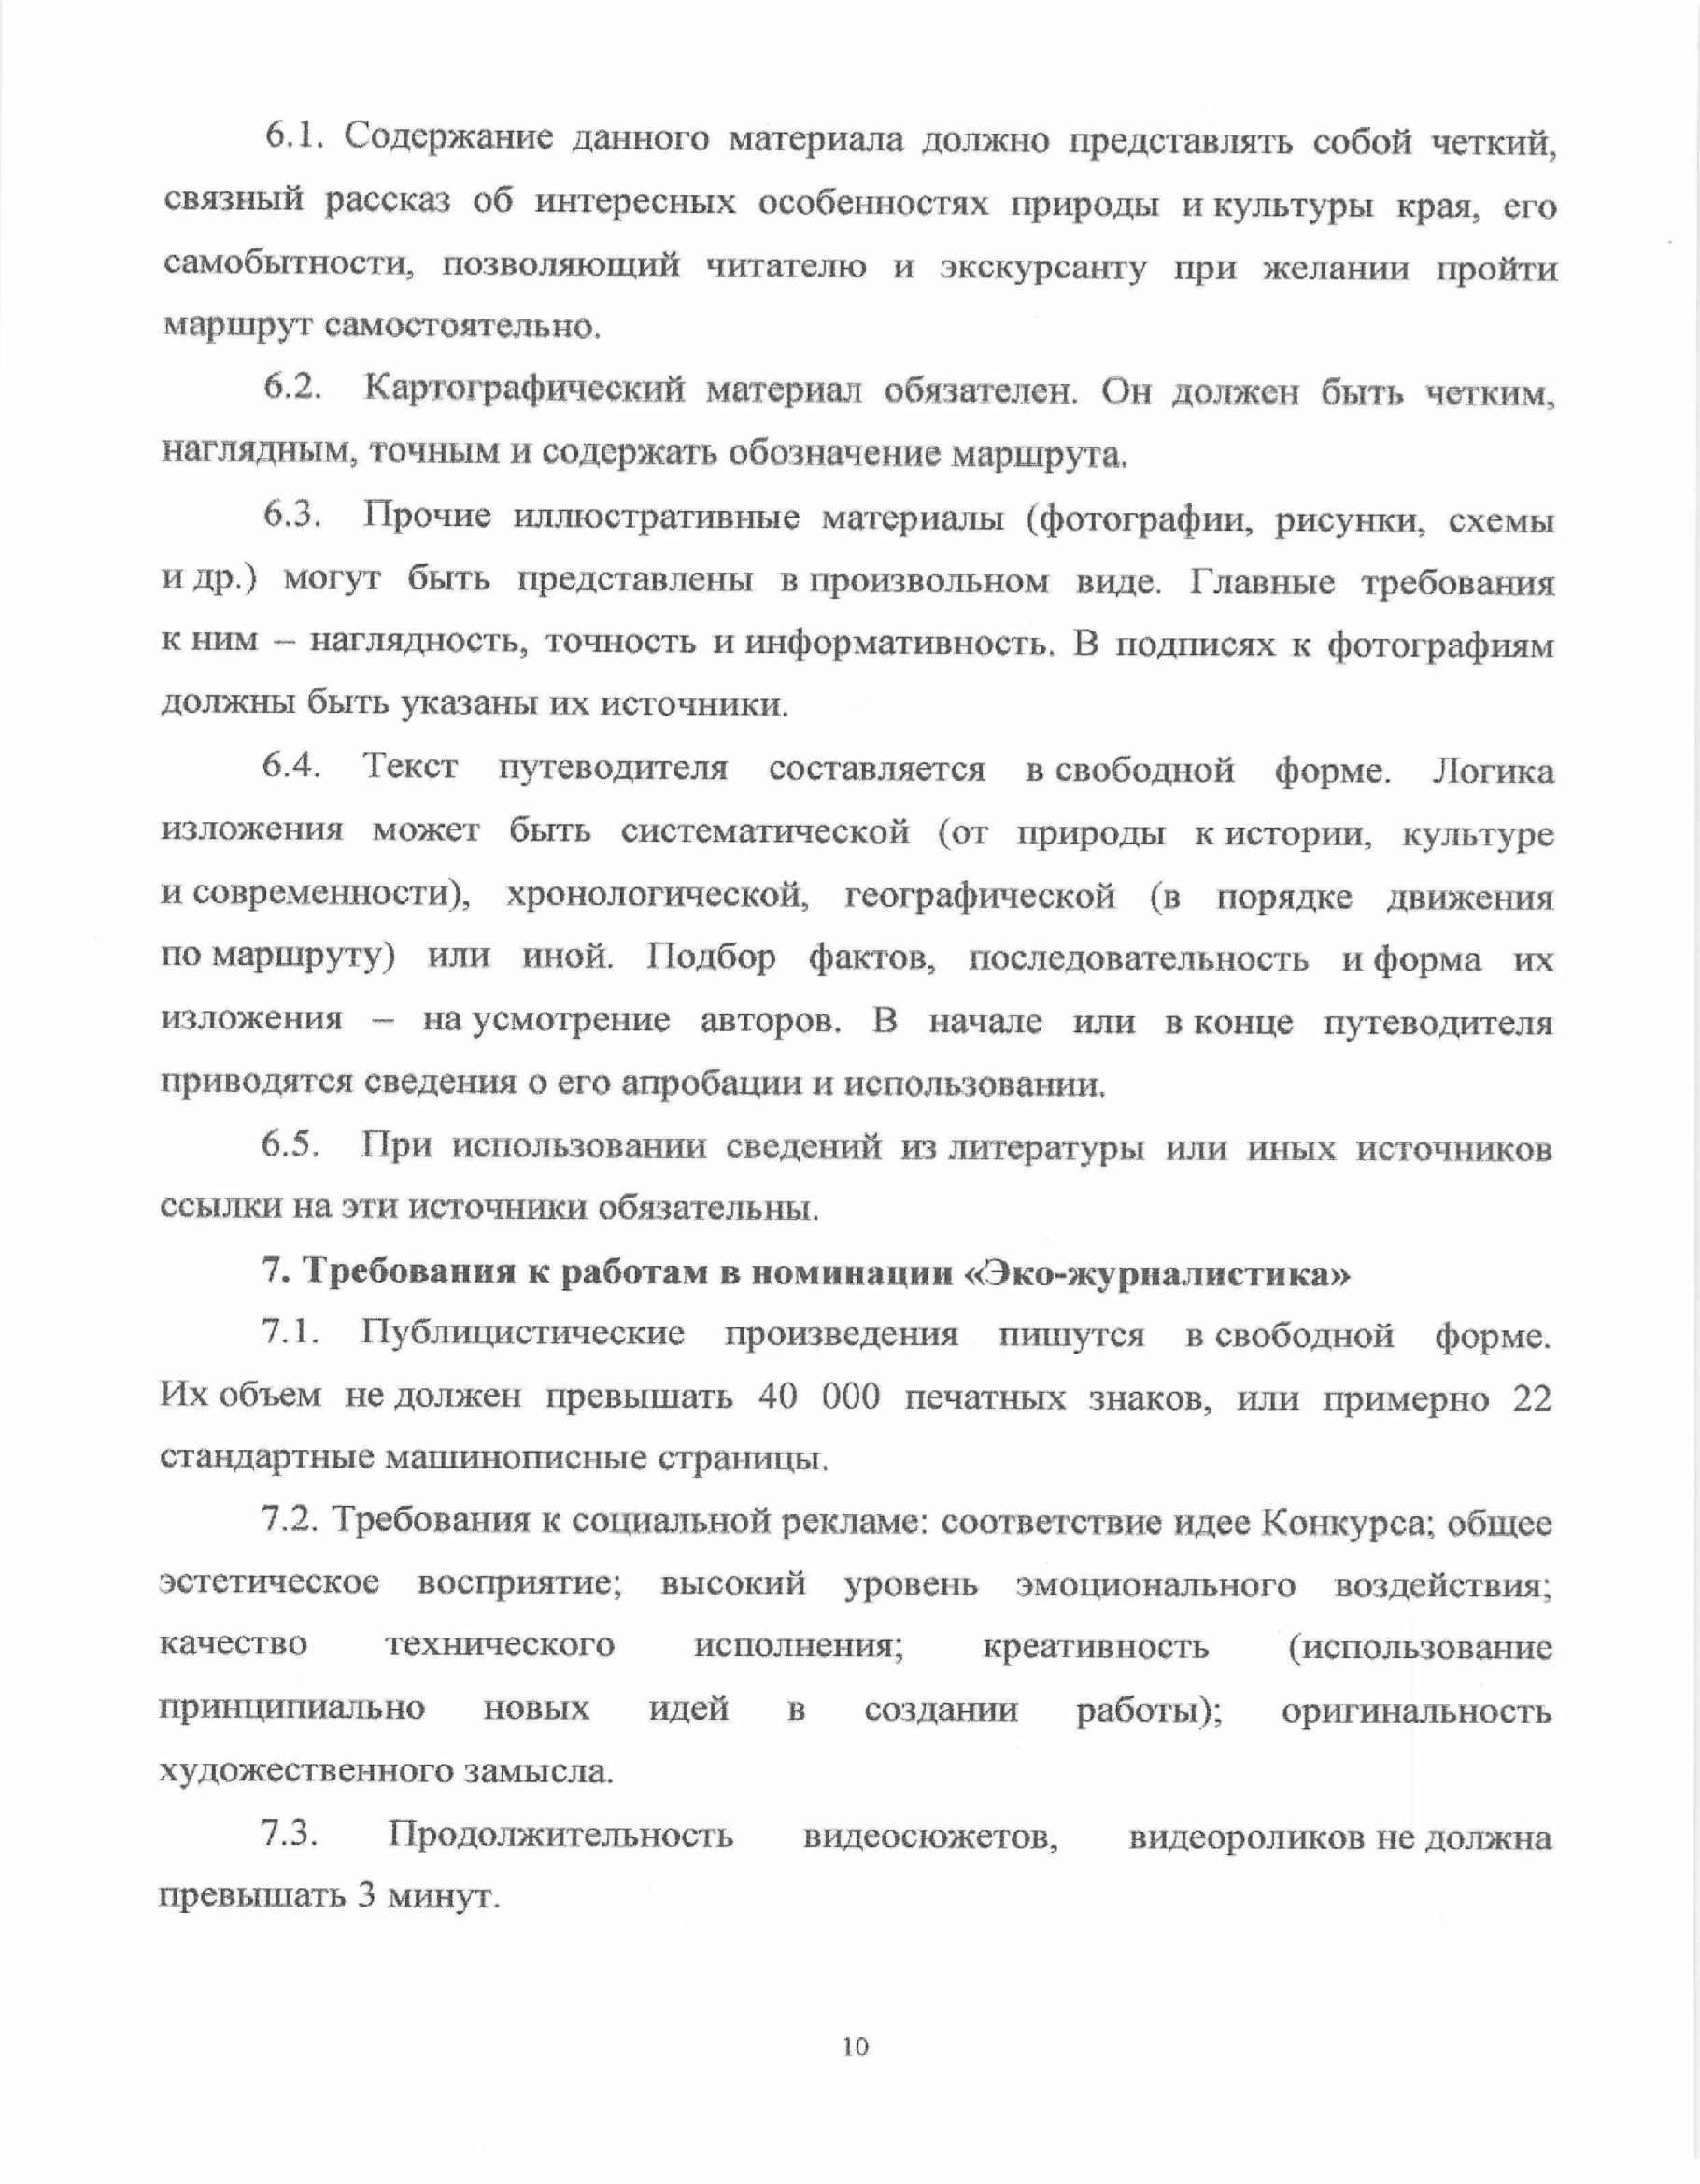 6.1. Содержание данного материала должно представлять собой четкий,
связный рассказ об интересных особенностях природы и культуры края, его
самобытности, позволяющий читателю и экскурсанту при желании пройти
маршрут самостоятельно.
6.2. Картографический материал обязателен. Он должен быть четким,
наглядным, точным и содержать обозначение маршрута.
6.3. Прочие иллюстративные материалы (фотографии, рисунки, схемы
и др.) могут быть представлены в произвольном виде. Главные требования
к ним – наглядность, точность и информативность. В подписях к фотографиям
должны быть указаны их источники.
6.4. Текст путеводителя составляется в свободной форме. Логика
изложения может быть систематической (от природы к истории, культуре
и современности), хронологической, географической (в порядке движения
по маршруту) или иной. Подбор фактов, последовательность и форма их
изложения – на усмотрение авторов. В начале или в конце путеводителя
приводятся сведения о его апробации и использовании.
6.5. При использовании сведений из литературы или иных источников
ссылки на эти источники обязательны.
7. Требования к работам в номинации «Эко-журналистика»
7.1. Публицистические произведения пишутся в свободной форме.
Их объем не должен превышать 40 000 печатных знаков, или примерно 22
стандартные машинописные страницы.
7.2. Требования к социальной рекламе: соответствие идее Конкурса; общее
эстетическое восприятие; высокий уровень эмоционального воздействия;
качество технического исполнения; креативность (использование
принципиально новых идей в создании работы); оригинальность
художественного замысла.
7.3. Продолжительность видеосюжетов, видеороликов не должна
превышать 3 минут.
10